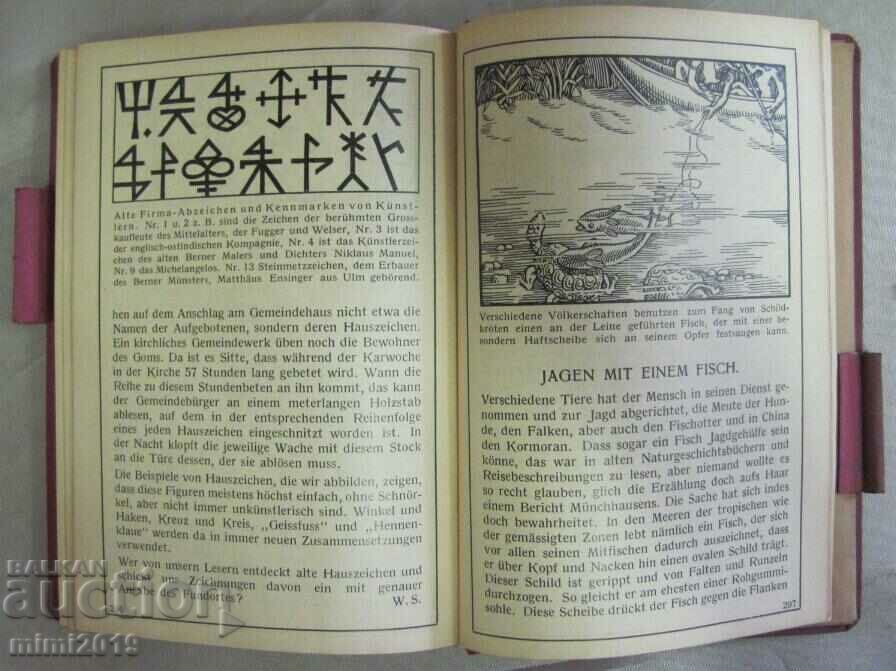 Alte Firma-Abzeichen und Kennmarken von Künst-
lern. Nr. 1 u. 2 z. B. sind die Zeichen der berühmten Gross-
kaufleute des Mittelalters, der Fugger und Welser, Nr. 3 ist das
der englisch-ostindischen Kompagnie, Nr. 4 ist das Künstlerzei-
chen des alten Berner Malers und Dichters Niklaus Manuel,
Nr. 9 das Michelangelos. Nr. 13 Steinmetzzeichen, dem Erbauer
des Berner Münsters, Matthäus Ensinger aus Ulm gehörend.
hen auf dem Anschlag am Gemeindehaus nicht etwa die
Namen der Aufgebotenen, sondern deren Hauszeichen.
Ein kirchliches Gemeindewerk üben noch die Bewohner
des Goms. Da ist es Sitte, dass während der Karwoche
in der Kirche 57 Stunden lang gebetet wird. Wann die
Reihe zu diesem Stundenbeten an ihn kommt, das kann
der Gemeindebürger an einem meterlangen Holzstab
ablesen, auf dem in der entsprechenden Reihenfolge
eines jeden Hauszeichen eingeschnitzt worden ist. In
der Nacht klopft die jeweilige Wache mit diesem Stock
an die Türe dessen, der sie ablösen muss.
Die Beispiele von Hauszeichen, die wir abbilden, zeigen,
dass diese Figuren meistens höchst einfach, ohne Schnör-
kel, aber nicht immer unkünstlerisch sind. Winkel und
Haken, Kreuz und Kreis, „Geissfuss“ und „Hennen-
klaue“ werden da in immer neuen Zusammensetzungen
verwendet.
Wer von unsern Lesern entdeckt alte Hauszeichen und
schickt uns Zeichnungen davon ein mit genauer
Angabe des Fundortes?
W. S.
Verschiedene Völkerschaften benutzen zum Fang von Schild-
kröten einen an der Leine geführten Fisch, der mit einer be-
sondern Haftscheibe sich an seinem Opfer festsaugen kann.
JAGEN MIT EINEM FISCH.
Verschiedene Tiere hat der Mensch in seinen Dienst ge-
nommen und zur Jagd abgerichtet, die Meute der Hun-
de, den Falken, aber auch den Fischotter und in China
den Kormoran. Dass sogar ein Fisch Jagdgehülfe sein
könne, das war in alten Naturgeschichtsbüchern und
Reisebeschreibungen zu lesen, aber niemand wollte es
so recht glauben, glich die Erzählung doch aufs Haar
einem Bericht Münchhausens. Die Sache hat sich indes
doch bewahrheitet. In den Meeren der tropischen wie
der gemässigten Zonen lebt nämlich ein Fisch, der sich
vor allen seinen Mitfischen dadurch auszeichnet, dass
er über Kopf und Nacken hin einen ovalen Schild trägt.
Dieser Schild ist gerippt und von Falten und Runzeln
durchzogen. So gleicht er am ehesten einer Rohgummi-
sohle. Diese Scheibe drückt der Fisch gegen die Flanken
297
BALKAN
auction
mimi2019